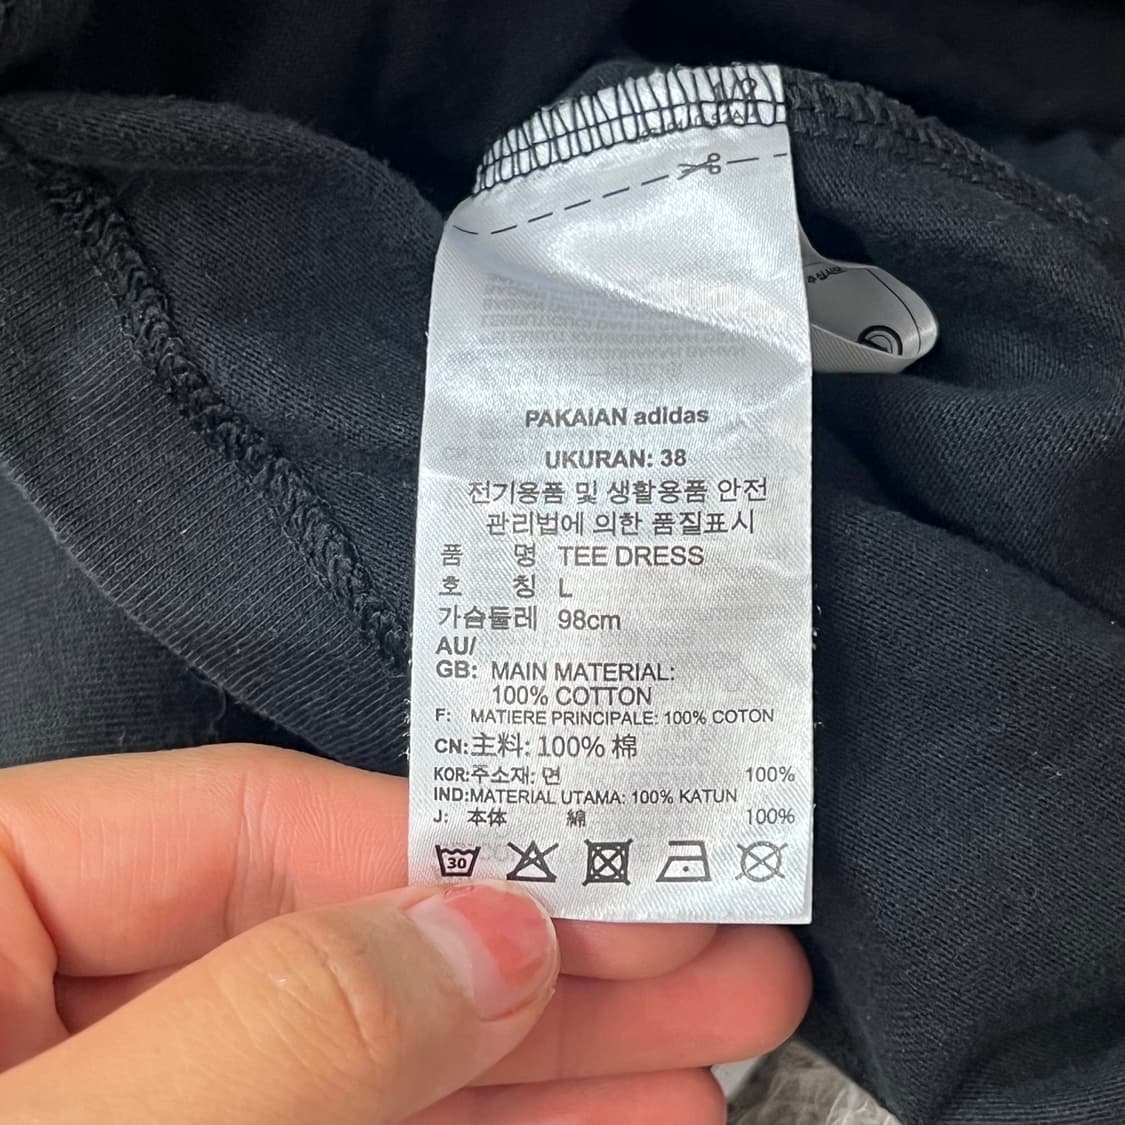 PAKAIAN adidas
UKURAN: 38
전기용품 및 생활용품 안전
관리법에 의한 품질표시
품 명 TEE DRESS
호 칭 L
가슴둘레 98cm
AU/
GB: MAIN MATERIAL:
100% COTTON
F: MATIERE PRINCIPALE: 100% COTON
CN:主料: 100% 棉
KOR:주소재: 면 100%
IND:MATERIAL UTAMA: 100% KATUN
J: 本体 綿 100%
30